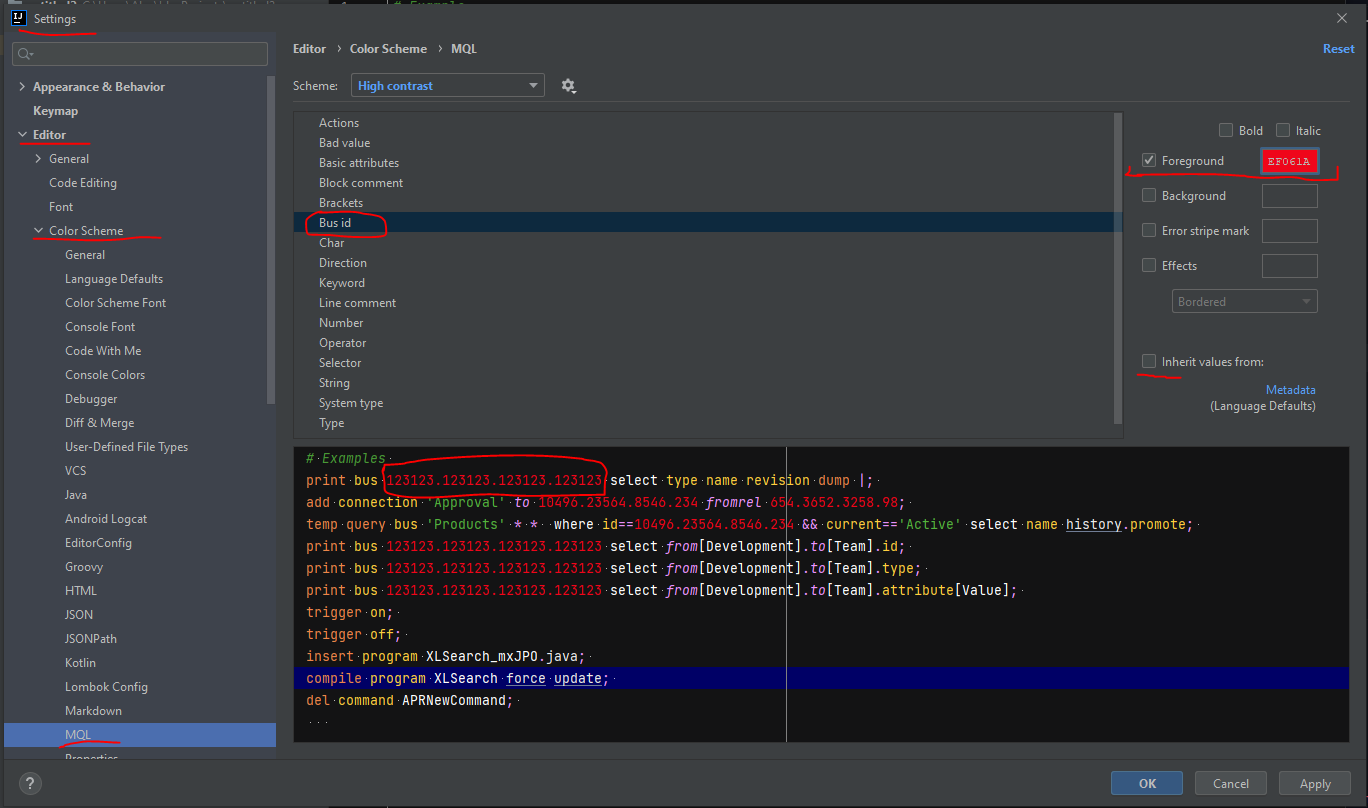 Settings
Editor › Color Scheme › MQL
Reset
Scheme: High contrast
Appearance & Behavior
Keymap
Editor
General
Code Editing
Font
Color Scheme
General
Language Defaults
Color Scheme Font
Console Font
Code With Me
Console Colors
Debugger
Diff & Merge
User-Defined File Types
VCS
Java
Android Logcat
EditorConfig
Groovy
HTML
JSON
JSONPath
Kotlin
Lombok Config
Markdown
MQL
Properties
Actions
Bad value
Basic attributes
Block comment
Brackets
Bus id
Char
Direction
Keyword
Line comment
Number
Operator
Selector
String
System type
Type
Bold Italic
Foreground EF061A
Background
Error stripe mark
Effects
Bordered
Inherit values from:
Metadata
(Language Defaults)
# Examples
print bus 123123.123123.123123.123123 select type name revision dump |;
add connection 'Approval' to 10496.23564.8546.234 fromrel 654.3652.3258.98;
temp query bus 'Products' * * where id==10496.23564.8546.234 && current=='Active' select name history.promote;
print bus 123123.123123.123123.123123 select from[Development].to[Team].id;
print bus 123123.123123.123123.123123 select from[Development].to[Team].type;
print bus 123123.123123.123123.123123 select from[Development].to[Team].attribute[Value];
trigger on;
trigger off;
insert program XLSearch_mxJPO.java;
compile program XLSearch force update;
del command APRNewCommand;
?
OK Cancel Apply